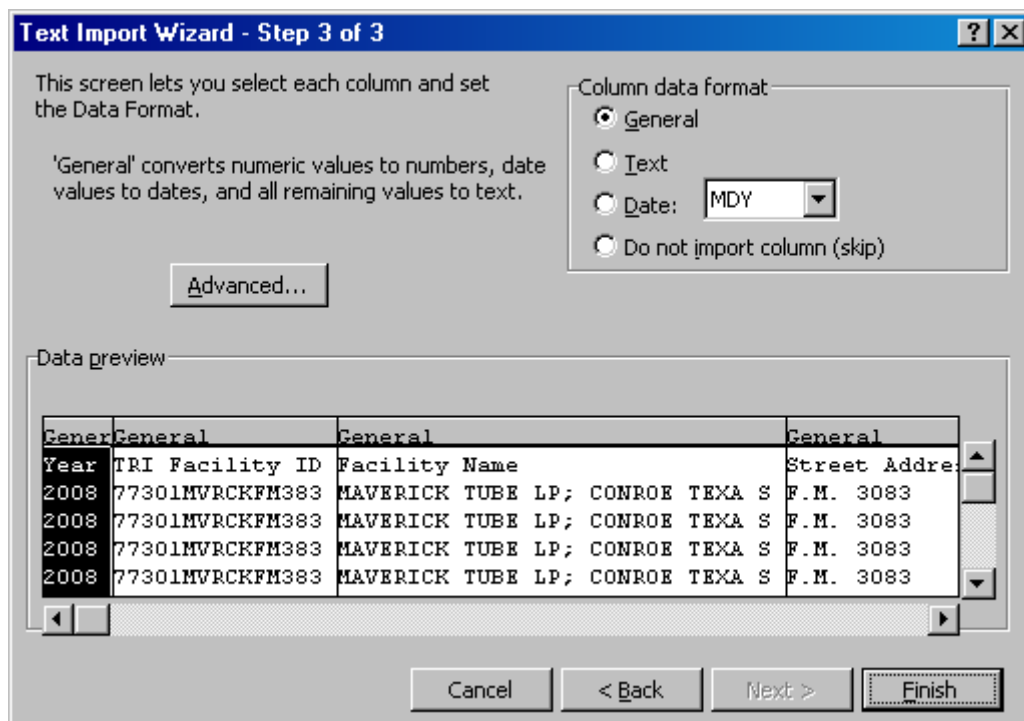 Text Import Wizard - Step 3 of 3
This screen lets you select each column and set
the Data Format.
'General' converts numeric values to numbers, date
values to dates, and all remaining values to text.
Advanced...
Column data format
General
Text
Date: MDY
Do not import column (skip)
Data preview
Gener General General General
Year TRI Facility ID Facility Name Street Addre
2008 77301MVRCKFM383 MAVERICK TUBE LP; CONROE TEXA S F.M. 3083
2008 77301MVRCKFM383 MAVERICK TUBE LP; CONROE TEXA S F.M. 3083
2008 77301MVRCKFM383 MAVERICK TUBE LP; CONROE TEXA S F.M. 3083
2008 77301MVRCKFM383 MAVERICK TUBE LP; CONROE TEXA S F.M. 3083
Cancel < Back Next > Finish